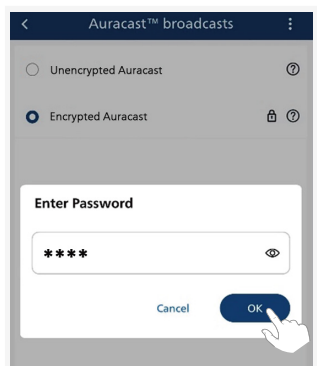 Auracast™ broadcasts
Unencrypted Auracast
Encrypted Auracast
Enter Password
****
Cancel OK